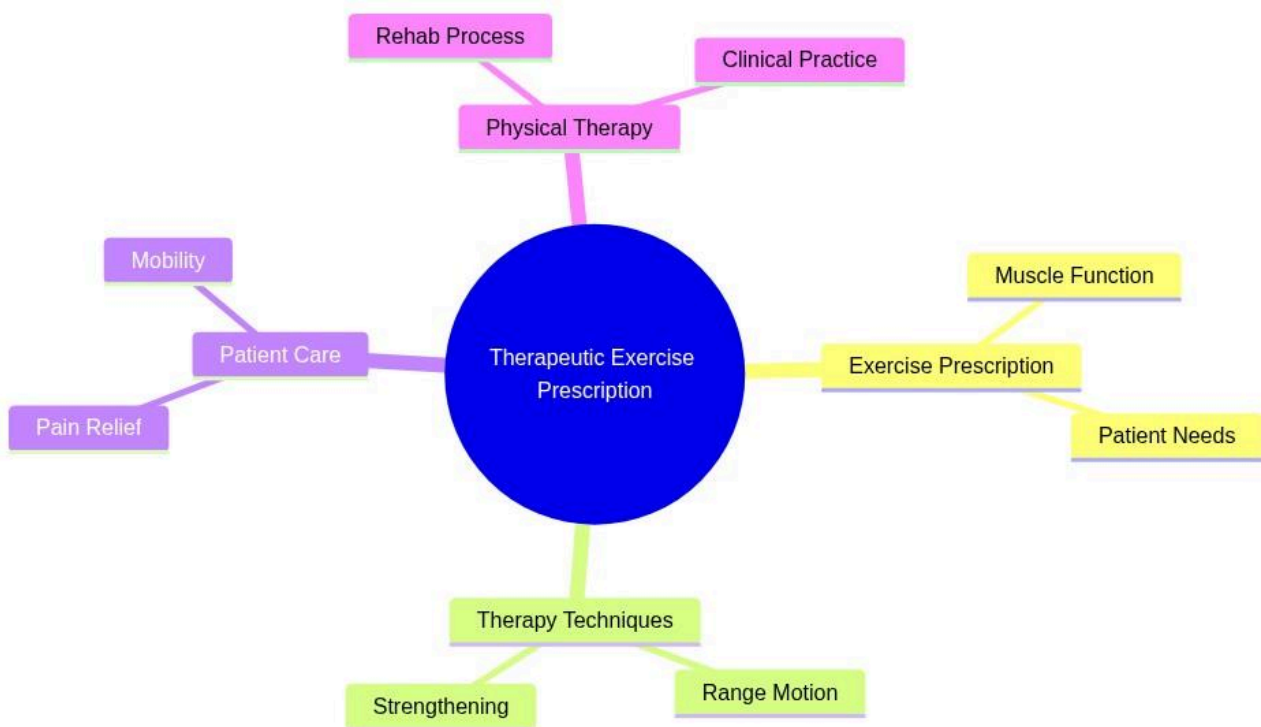 Rehab Process
Clinical Practice
Physical Therapy
Mobility
Muscle Function
Patient Care
Therapeutic Exercise
Prescription
Exercise Prescription
Pain Relief
Patient Needs
Therapy Techniques
Strengthening
Range Motion